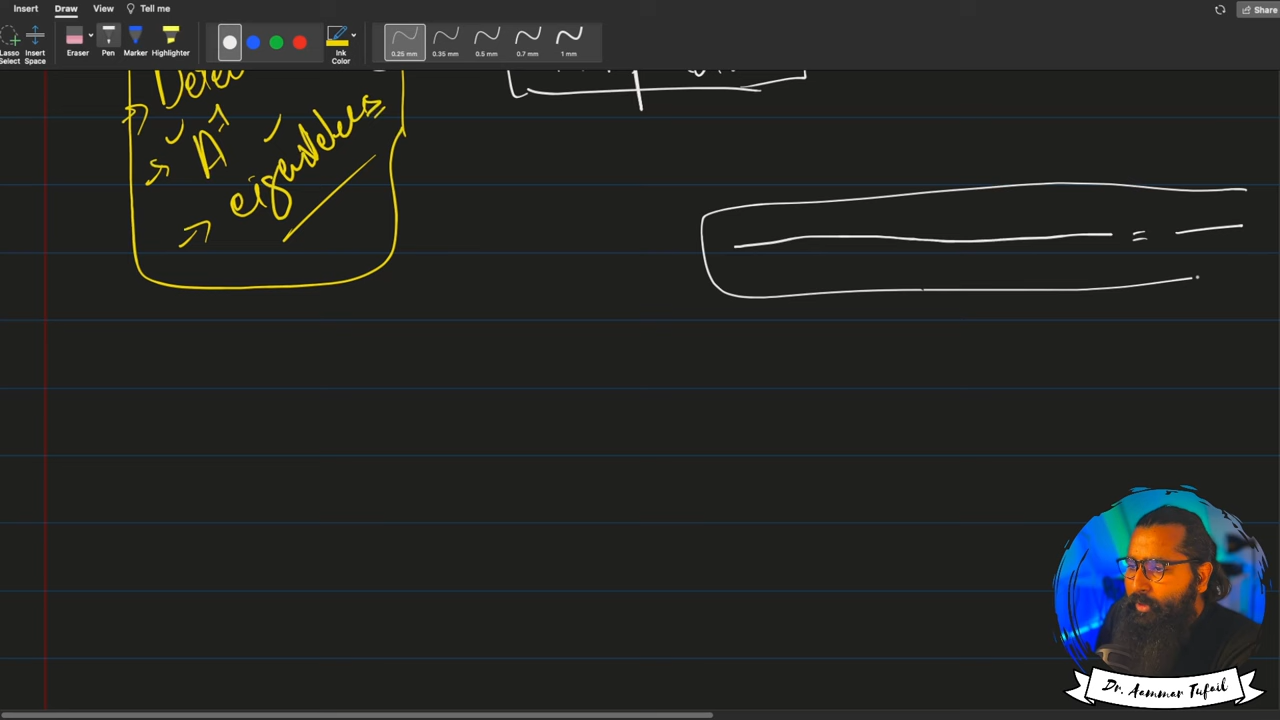 Insert Draw View Tell me Share
Lasso Select
Insert Space
Eraser
Pen
Marker
Highlighter
Ink Color
0.25 mm
0.35 mm
0.5 mm
0.7 mm
1 mm
→ A⁻¹
=
Dr. Aammar Tufail